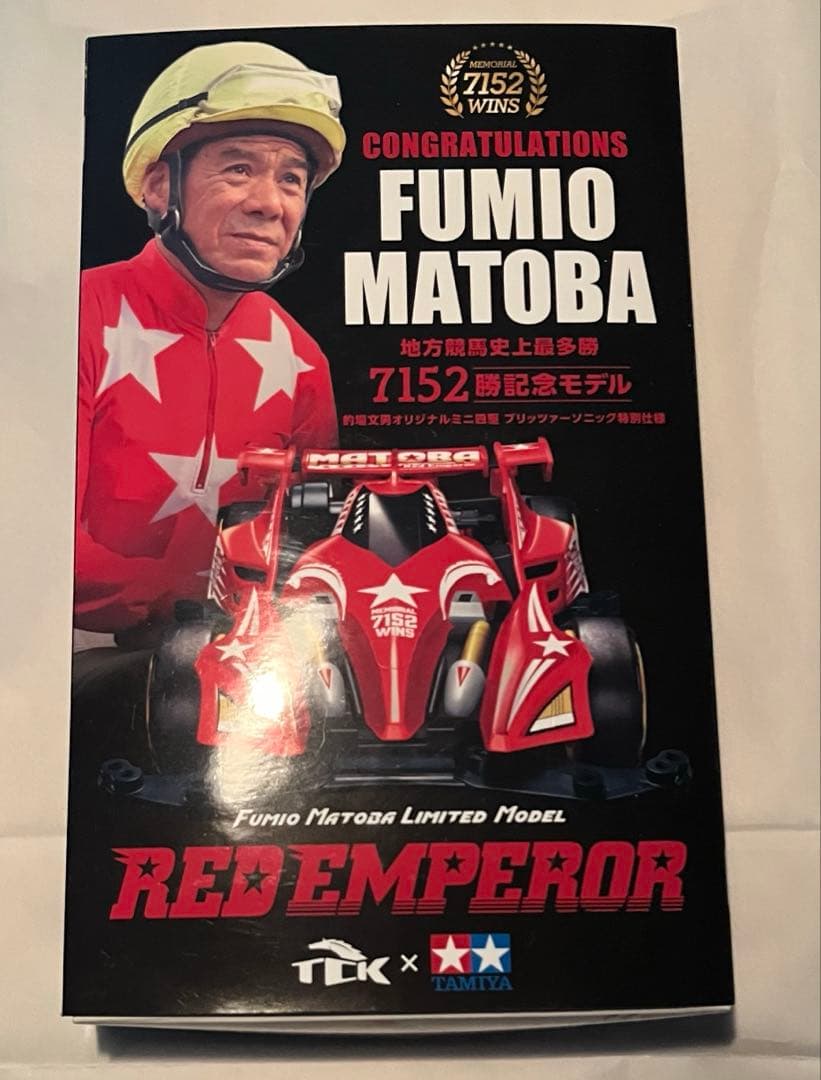 MEMORIAL
7152
WINS
CONGRATULATIONS
FUMIO
MATOBA
地方競馬史上最多勝
7152勝記念モデル
的場文男オリジナルミニ四駆 ブリッツァーソニック特別仕様
MATOBA
MEMORIAL
7152
WINS
FUMIO MATOBA LIMITED MODEL
RED EMPEROR
TCK × TAMIYA